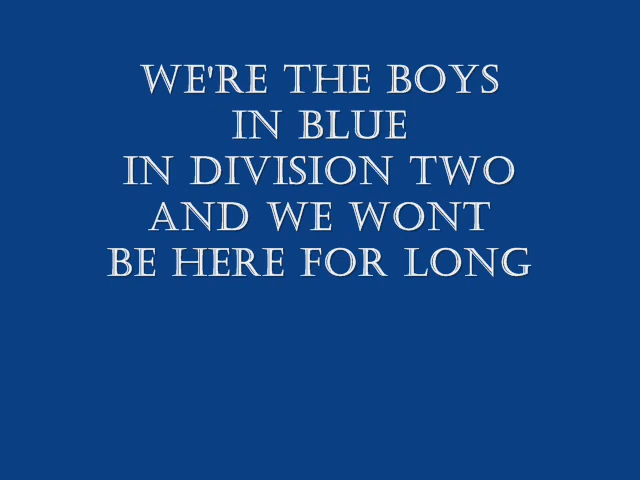 WE'RE THE BOYS
IN BLUE
IN DIVISION TWO
AND WE WONT
BE HERE FOR LONG